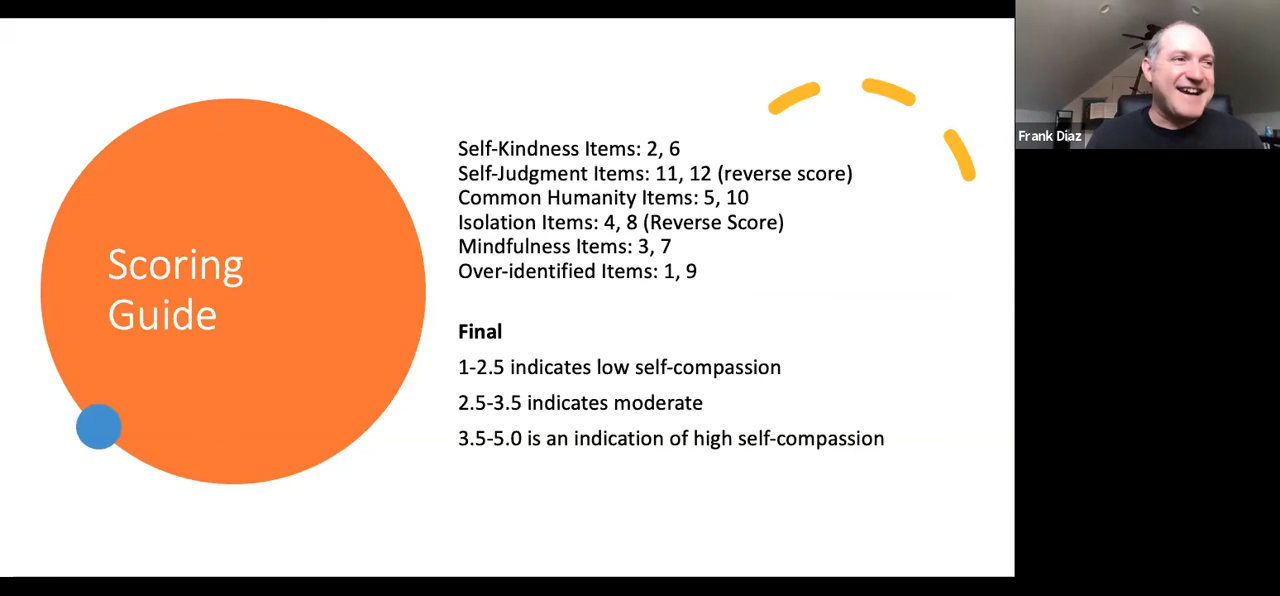 Scoring
Guide
Self-Kindness Items: 2, 6
Self-Judgment Items: 11, 12 (reverse score)
Common Humanity Items: 5, 10
Isolation Items: 4, 8 (Reverse Score)
Mindfulness Items: 3, 7
Over-identified Items: 1, 9
Final
1-2.5 indicates low self-compassion
2.5-3.5 indicates moderate
3.5-5.0 is an indication of high self-compassion
Frank Diaz